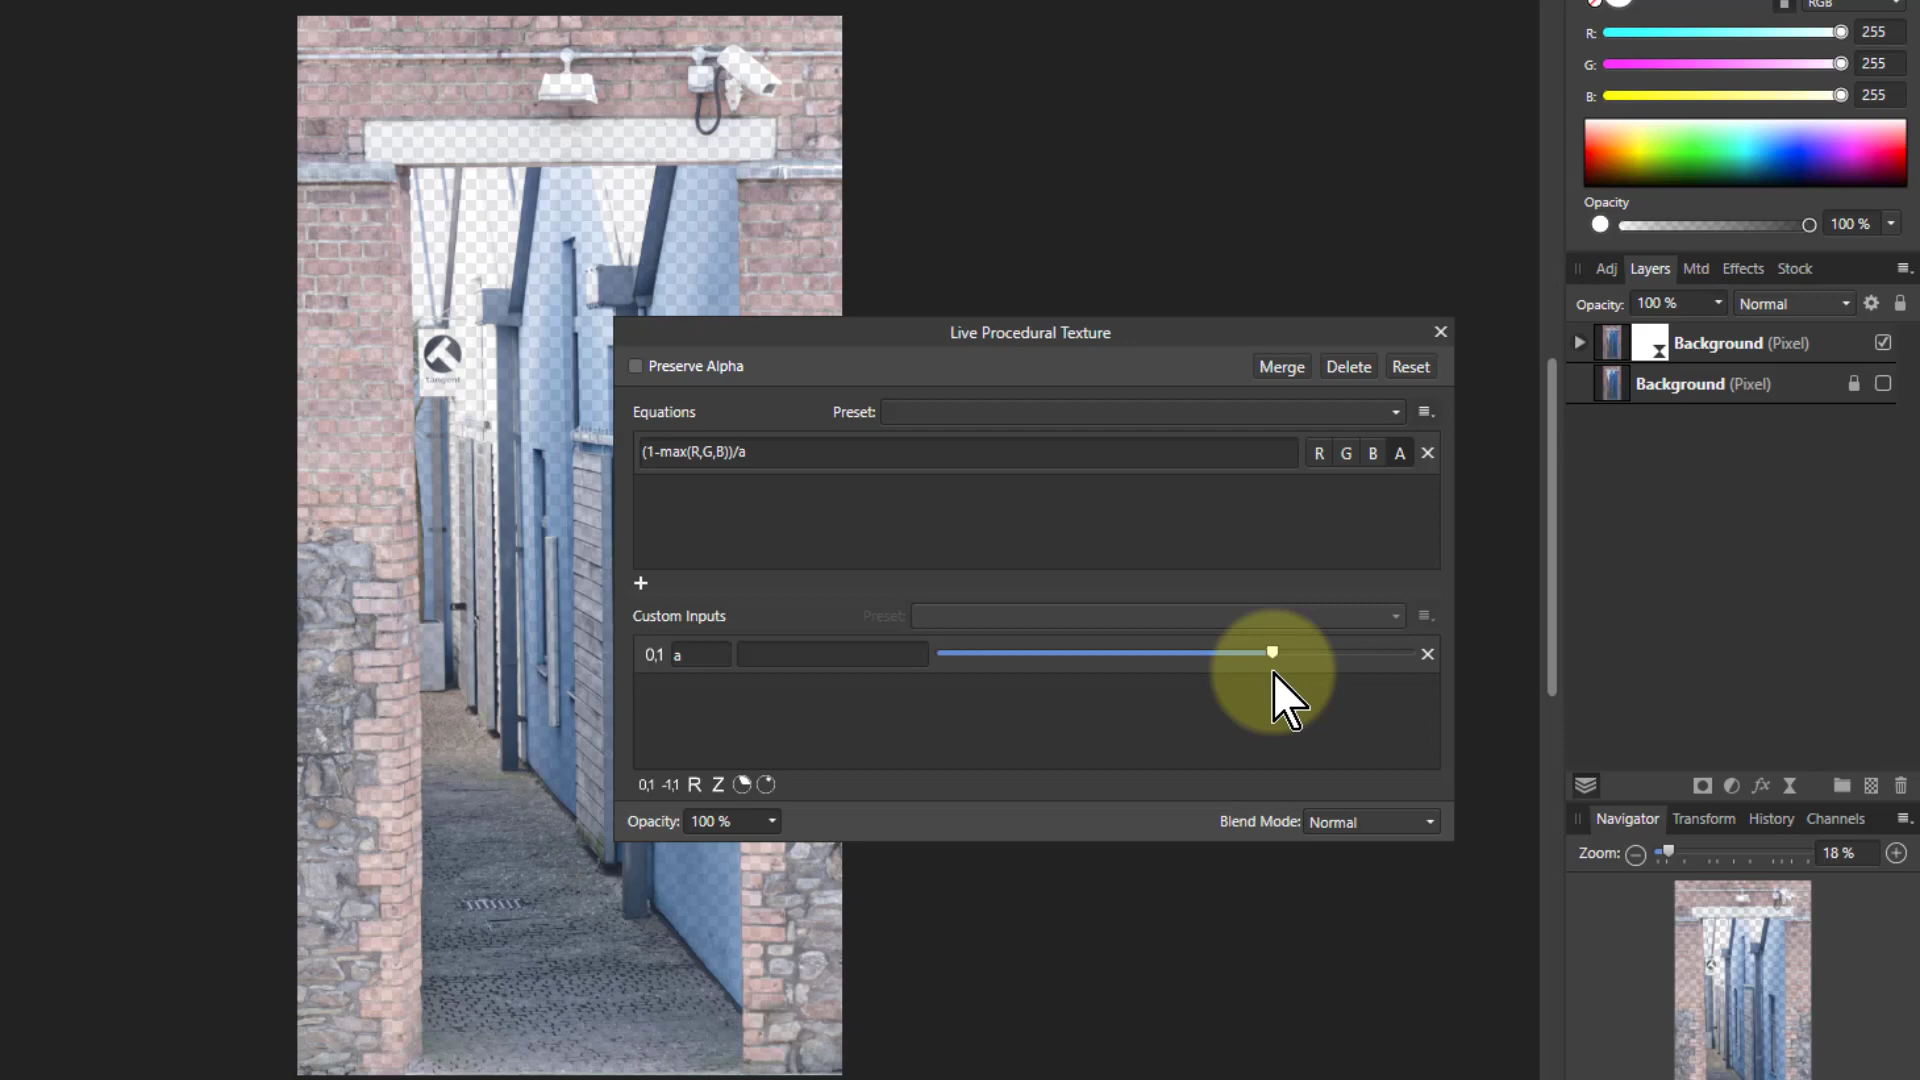 RGB
R: 255
G: 255
B: 255
Opacity
100 %
Adj Layers Mtd Effects Stock
Opacity: 100 % Normal
Background (Pixel)
Background (Pixel)
tangent
Live Procedural Texture
Preserve Alpha Merge Delete Reset
Equations Preset:
(1-max(R,G,B))/a R G B A
Custom Inputs Preset:
0,1 a
0,1 -1,1 R Z
Opacity: 100 % Blend Mode: Normal
Navigator Transform History Channels
Zoom: 18 %